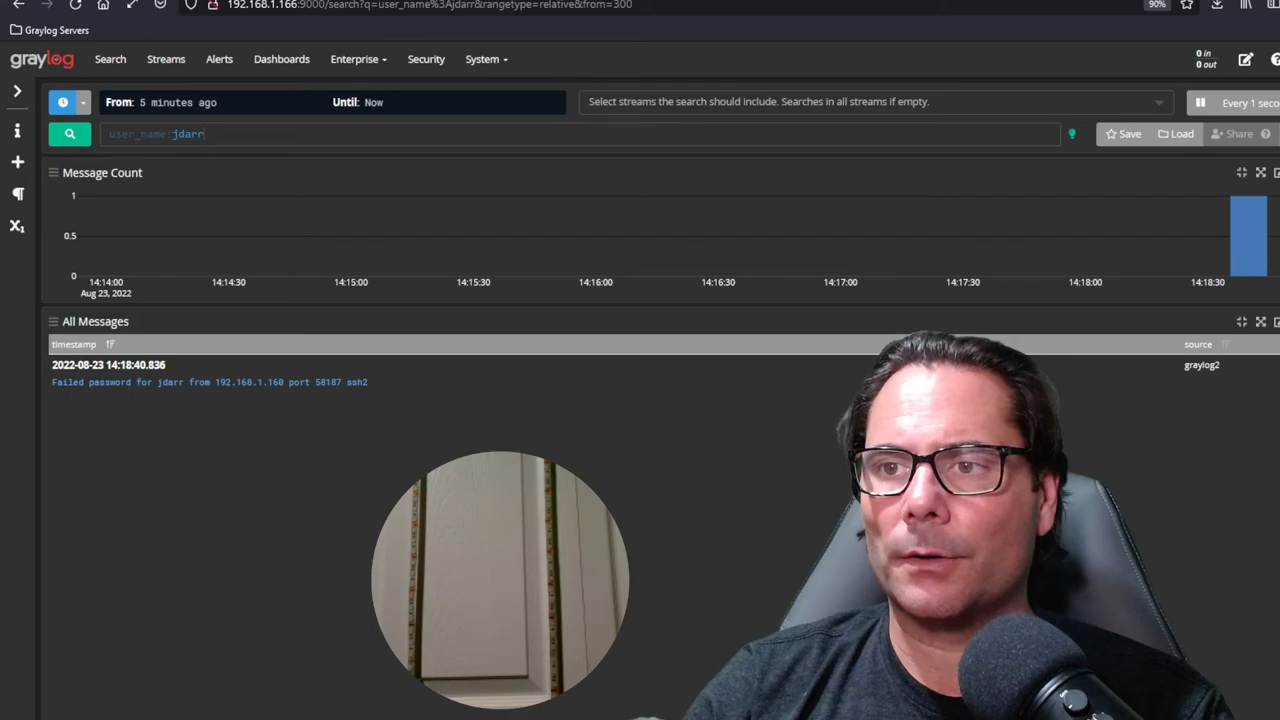 192.168.1.166:9000/search?q=user_name%3Ajdarr&rangetype=relative&from=300
90%
Graylog Servers
graylog
Search Streams Alerts Dashboards Enterprise Security System
0 in
0 out
From: 5 minutes ago Until: Now
Select streams the search should include. Searches in all streams if empty.
Every 1 seco
user_name:jdarr
Save Load Share
Message Count
1
0.5
0
14:14:00 14:14:30 14:15:00 14:15:30 14:16:00 14:16:30 14:17:00 14:17:30 14:18:00 14:18:30
Aug 23, 2022
All Messages
timestamp source
2022-08-23 14:18:40.836 graylog2
Failed password for jdarr from 192.168.1.160 port 58187 ssh2